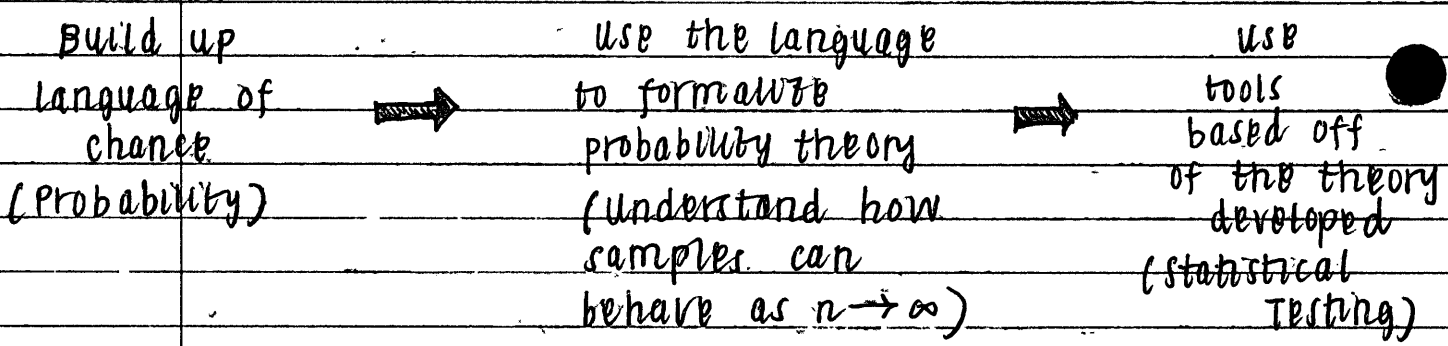 Build up
language of
chance
(Probability)
use the language
to formalize
probability theory
(understand how
samples can
behave as n → ∞)
use
tools
based off
of the theory
developed
(statistical
Testing)